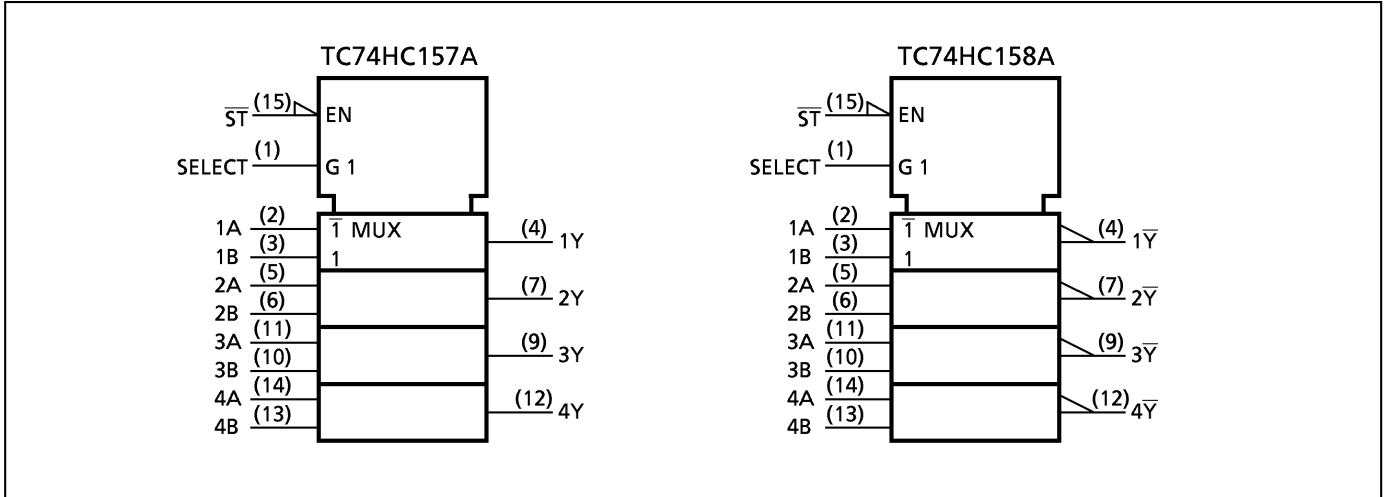 TC74HC157A
S̅T̅ (15) EN
SELECT (1) G 1
1A (2) 1̅ MUX (4) 1Y
1B (3) 1
2A (5) (7) 2Y
2B (6)
3A (11) (9) 3Y
3B (10)
4A (14) (12) 4Y
4B (13)
TC74HC158A
S̅T̅ (15) EN
SELECT (1) G 1
1A (2) 1̅ MUX (4) 1Y̅
1B (3) 1
2A (5) (7) 2Y̅
2B (6)
3A (11) (9) 3Y̅
3B (10)
4A (14) (12) 4Y̅
4B (13)